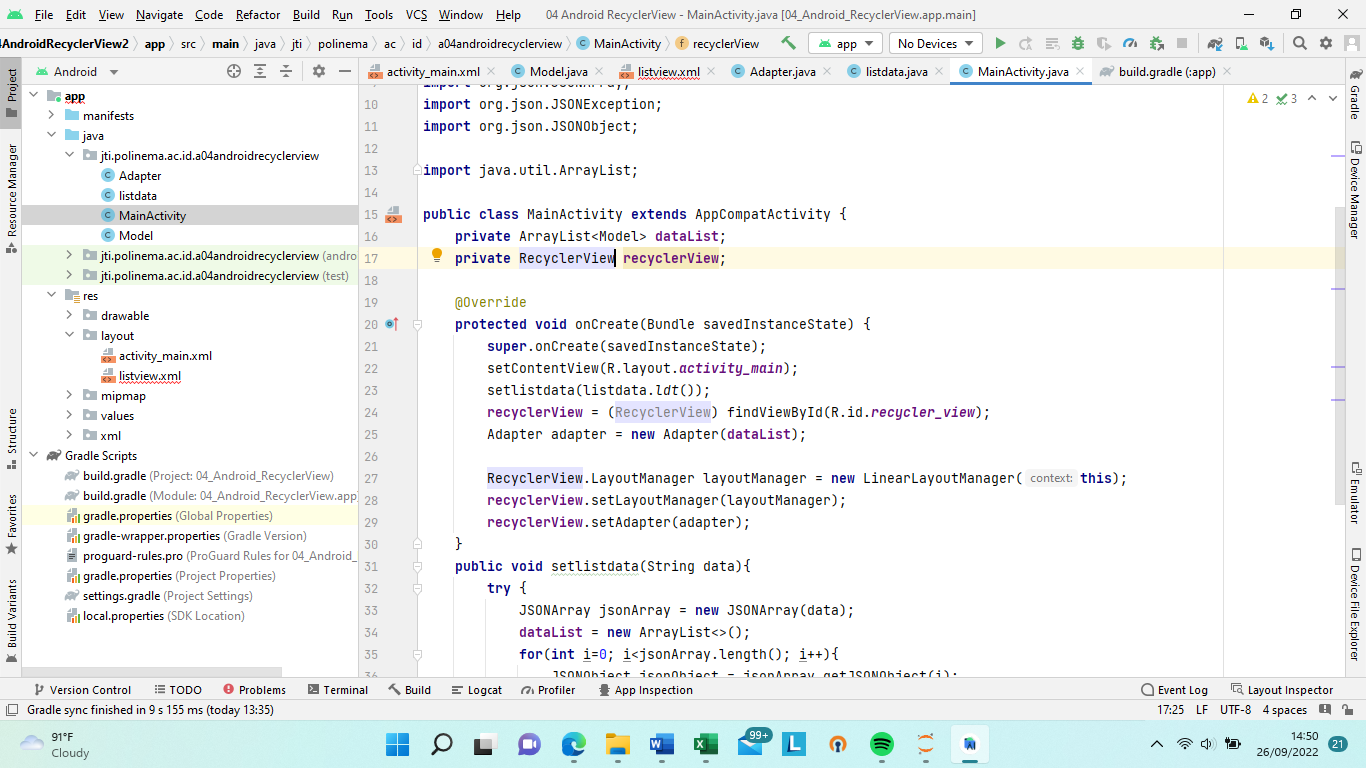 File Edit View Navigate Code Refactor Build Run Tools VCS Window Help 04 Android RecyclerView - MainActivity.java [04_Android_RecyclerView.app.main]
AndroidRecyclerView2 app src main java jti polinema ac id a04androidrecyclerview MainActivity recyclerView app No Devices
Android
activity_main.xml Model.java listview.xml Adapter.java listdata.java MainActivity.java build.gradle (:app)
Project
Resource Manager
Structure
Favorites
Build Variants
app
manifests
java
jti.polinema.ac.id.a04androidrecyclerview
Adapter
listdata
MainActivity
Model
jti.polinema.ac.id.a04androidrecyclerview (andro
jti.polinema.ac.id.a04androidrecyclerview (test)
res
drawable
layout
activity_main.xml
listview.xml
mipmap
values
xml
Gradle Scripts
build.gradle (Project: 04_Android_RecyclerView)
build.gradle (Module: 04_Android_RecyclerView.app
gradle.properties (Global Properties)
gradle-wrapper.properties (Gradle Version)
proguard-rules.pro (ProGuard Rules for 04_Android_
gradle.properties (Project Properties)
settings.gradle (Project Settings)
local.properties (SDK Location)
2 3
10 import org.json.JSONException;
11 import org.json.JSONObject;
12
13 import java.util.ArrayList;
14
15 public class MainActivity extends AppCompatActivity {
16 private ArrayList<Model> dataList;
17 private RecyclerView recyclerView;
18
19 @Override
20 protected void onCreate(Bundle savedInstanceState) {
21 super.onCreate(savedInstanceState);
22 setContentView(R.layout.activity_main);
23 setlistdata(listdata.ldt());
24 recyclerView = (RecyclerView) findViewById(R.id.recycler_view);
25 Adapter adapter = new Adapter(dataList);
26
27 RecyclerView.LayoutManager layoutManager = new LinearLayoutManager( context: this);
28 recyclerView.setLayoutManager(layoutManager);
29 recyclerView.setAdapter(adapter);
30 }
31 public void setlistdata(String data){
32 try {
33 JSONArray jsonArray = new JSONArray(data);
34 dataList = new ArrayList<>();
35 for(int i=0; i<jsonArray.length(); i++){
36 JSONObject jsonObject = jsonArray.getJSONObject(i);
Gradle
Device Manager
Emulator
Device File Explorer
Version Control TODO Problems Terminal Build Logcat Profiler App Inspection Event Log Layout Inspector
Gradle sync finished in 9 s 155 ms (today 13:35) 17:25 LF UTF-8 4 spaces
91°F
Cloudy
99+
14:50
26/09/2022
21